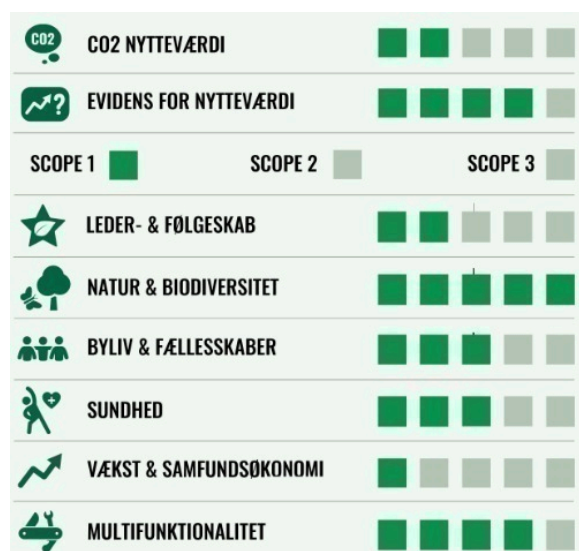 CO2
CO2 NYTTEVÆRDI
?
EVIDENS FOR NYTTEVÆRDI
SCOPE 1 SCOPE 2 SCOPE 3
LEDER- & FØLGESKAB
NATUR & BIODIVERSITET
BYLIV & FÆLLESSKABER
SUNDHED
VÆKST & SAMFUNDSØKONOMI
MULTIFUNKTIONALITET